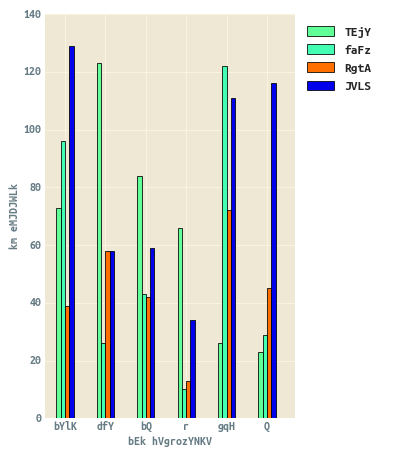 140
120
100
80
60
40
20
0
km eMJDJWLk
bYlK dfY bQ r gqH Q
bEk hVgrozYNKV
TEjY
faFz
RgtA
JVLS